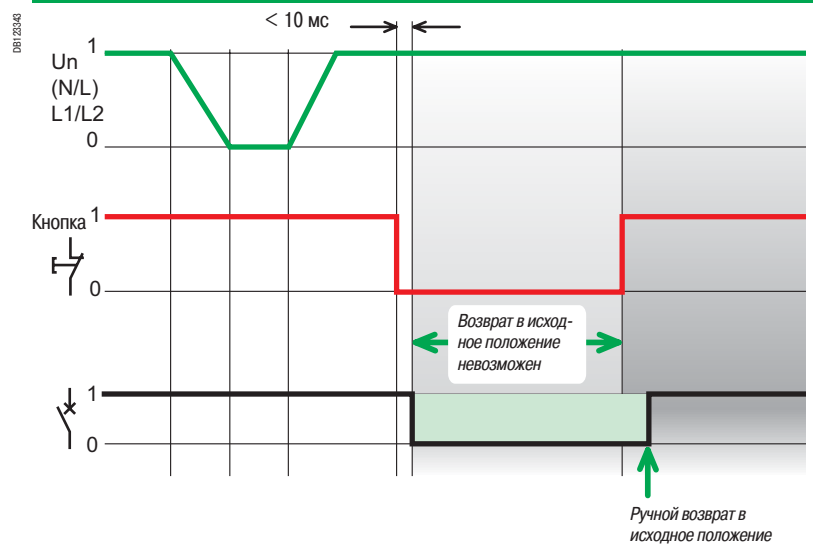 DB123343
< 10 мс
1
Un
(N/L)
L1/L2
0
Кнопка 1
0
Возврат в исход-
ное положение
невозможен
1
0
Ручной возврат в
исходное положение